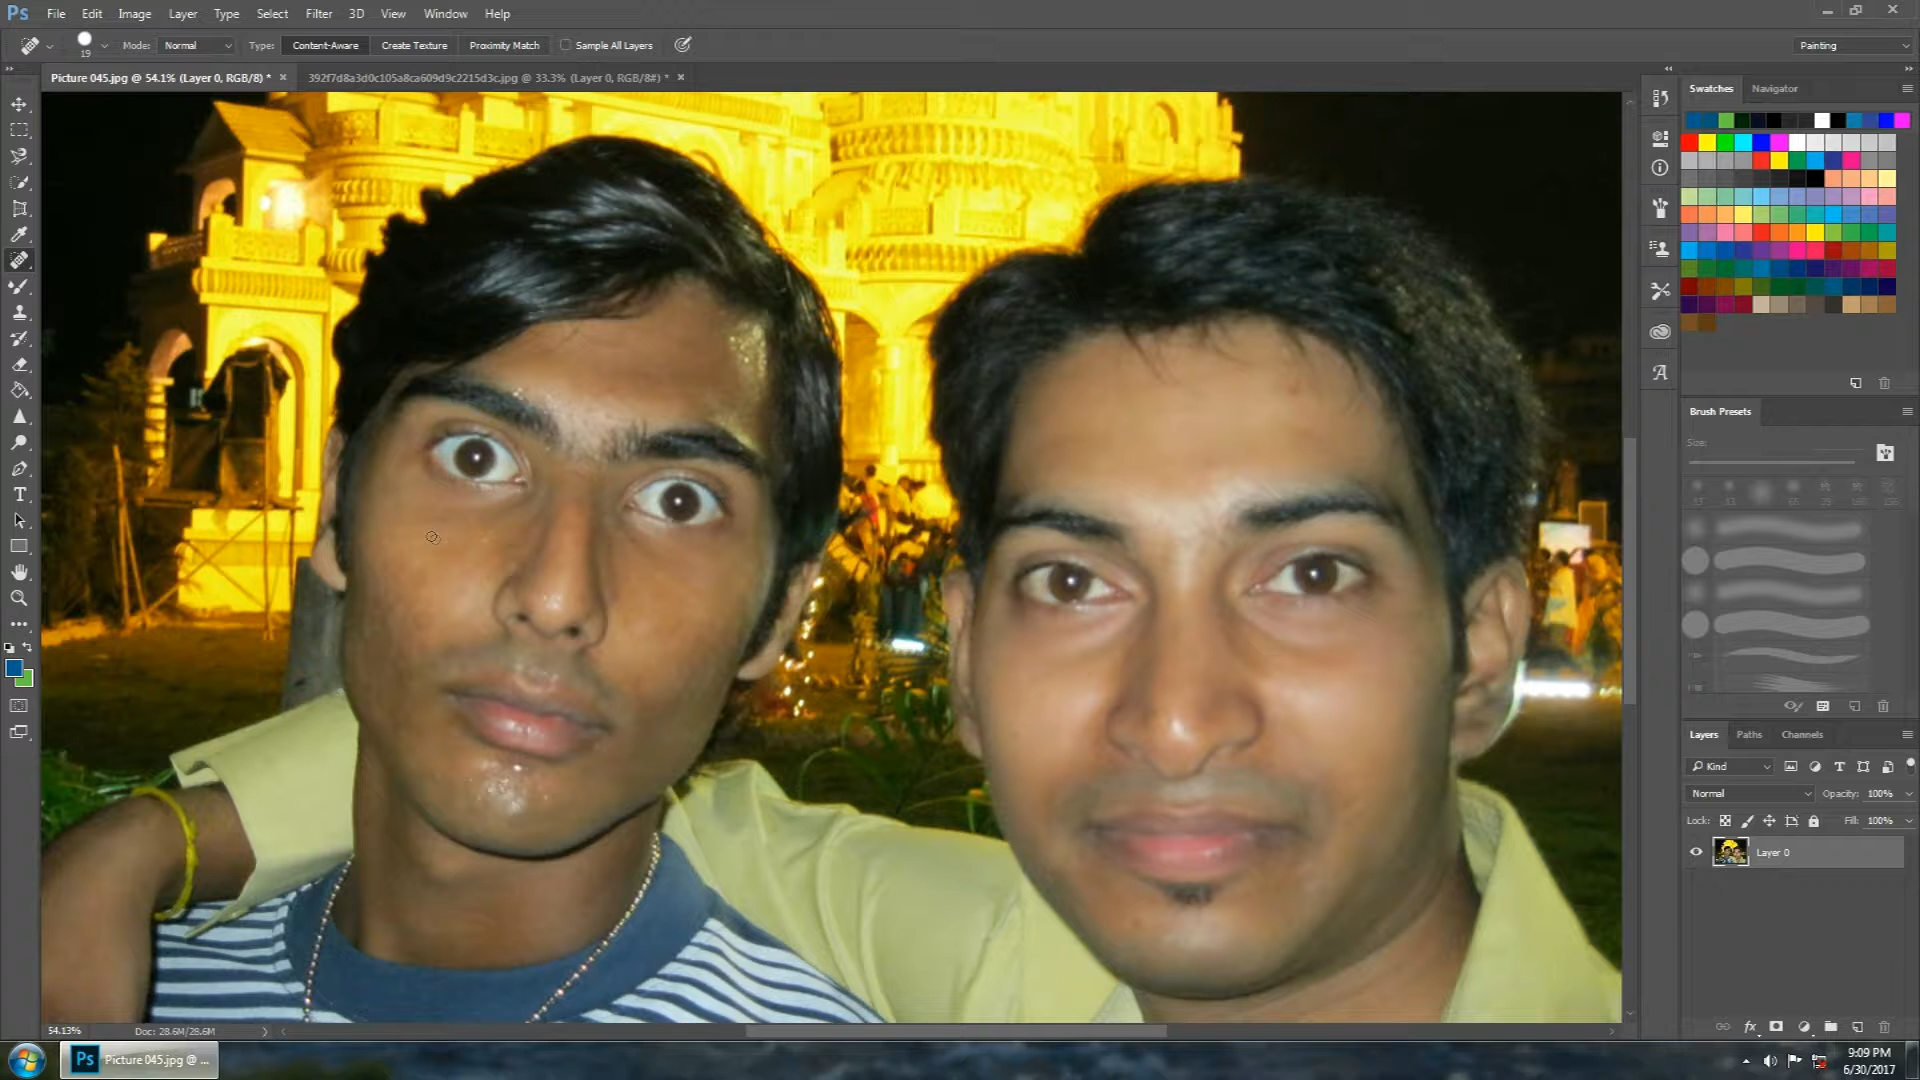 Ps File Edit Image Layer Type Select Filter 3D View Window Help
19 Mode: Normal Type: Content-Aware Create Texture Proximity Match Sample All Layers Painting
Picture 045.jpg @ 54.1% (Layer 0, RGB/8) * 392f7d8a3d0c105a8ca609d9c2215d3c.jpg @ 33.3% (Layer 0, RGB/8#) *
Swatches Navigator
Brush Presets
Size:
Layers Paths Channels
Kind
Normal Opacity: 100%
Lock: Fill: 100%
Layer 0
54.13% Doc: 28.6M/28.6M
Ps Picture 045.jpg @ ...
9:09 PM
6/30/2017